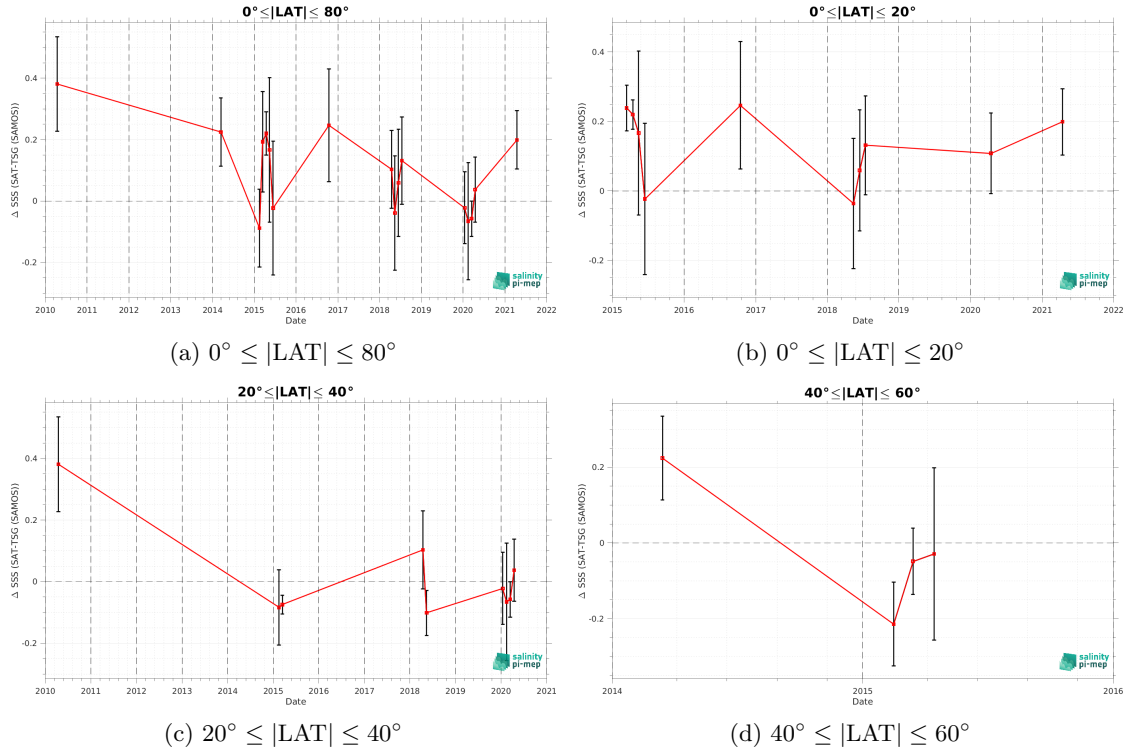 0°≤|LAT|≤ 80°
Δ SSS (SAT-TSG (SAMOS))
0.4
0.2
0
-0.2
2010 2011 2012 2013 2014 2015 2016 2017 2018 2019 2020 2021 2022
Date
salinity
pi-mep
(a) 0° ≤ |LAT| ≤ 80°
0°≤|LAT|≤ 20°
Δ SSS (SAT-TSG (SAMOS))
0.4
0.2
0
-0.2
2015 2016 2017 2018 2019 2020 2021 2022
Date
salinity
pi-mep
(b) 0° ≤ |LAT| ≤ 20°
20°≤|LAT|≤ 40°
Δ SSS (SAT-TSG (SAMOS))
0.4
0.2
0
-0.2
2010 2011 2012 2013 2014 2015 2016 2017 2018 2019 2020 2021
Date
salinity
pi-mep
(c) 20° ≤ |LAT| ≤ 40°
40°≤|LAT|≤ 60°
Δ SSS (SAT-TSG (SAMOS))
0.2
0
-0.2
2014 2015 2016
Date
salinity
pi-mep
(d) 40° ≤ |LAT| ≤ 60°